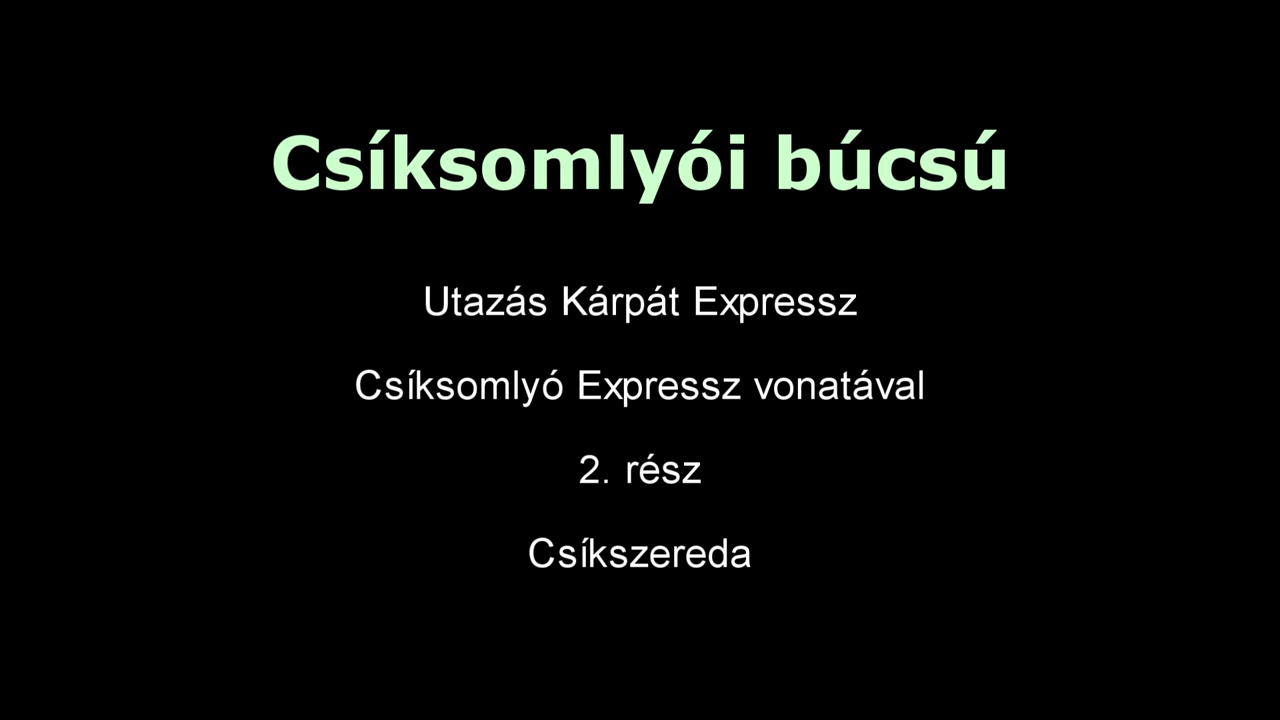 Csíksomlyói búcsú
Utazás Kárpát Expressz
Csíksomlyó Expressz vonatával
2. rész
Csíkszereda